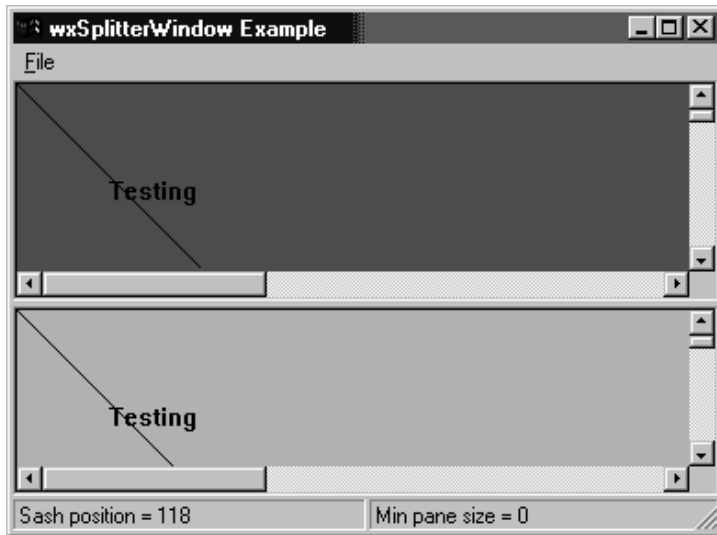 wxSplitterWindow Example
File
Testing
Testing
Sash position = 118
Min pane size = 0